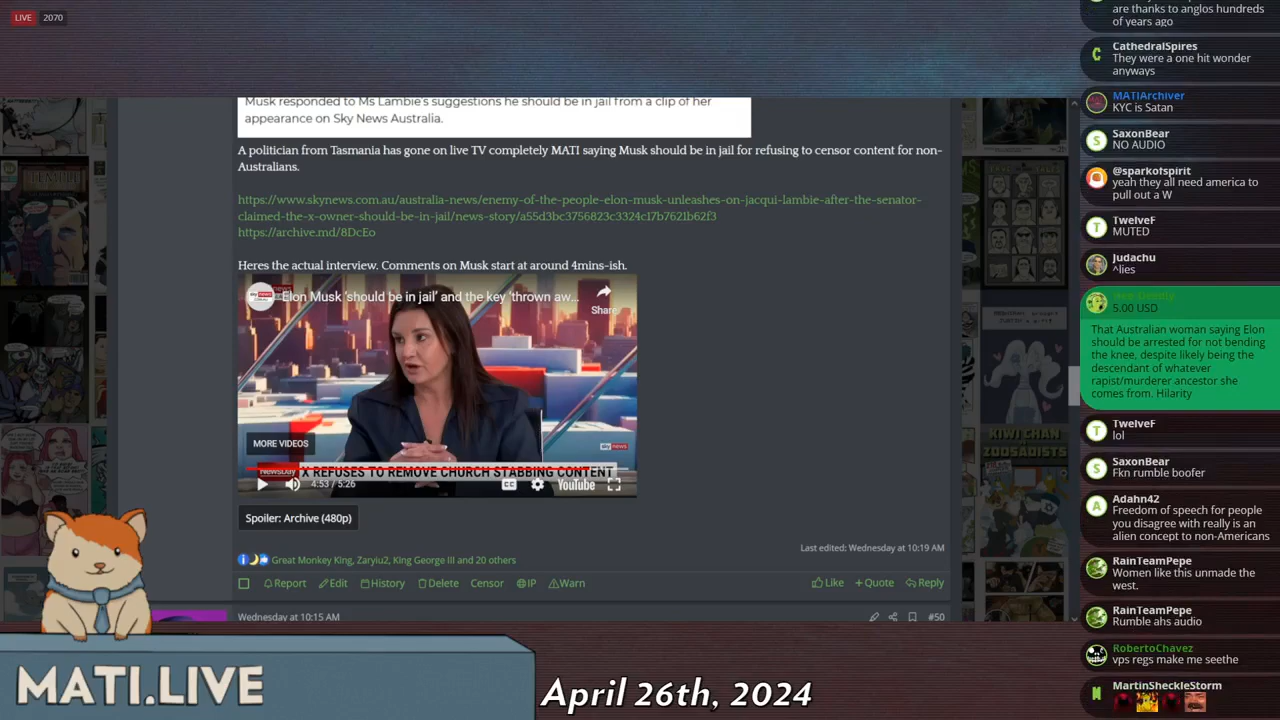 LIVE 2070
Musk responded to Ms Lambie's suggestions he should be in jail from a clip of her
appearance on Sky News Australia.
A politician from Tasmania has gone on live TV completely MATI saying Musk should be in jail for refusing to censor content for non-
Australians.
https://www.skynews.com.au/australia-news/enemy-of-the-people-elon-musk-unleashes-on-jacqui-lambie-after-the-senator-
claimed-the-x-owner-should-be-in-jail/news-story/a55d3bc3756823c3324c17b7621b62f3
https://archive.md/8DcEo
Heres the actual interview. Comments on Musk start at around 4mins-ish.
Elon Musk 'should be in jail' and the key 'thrown aw...
Share
MORE VIDEOS
sky news
Newsday X REFUSES TO REMOVE CHURCH STABBING CONTENT
4:53 / 5:26 CC YouTube
Spoiler: Archive (480p)
Last edited: Wednesday at 10:19 AM
Great Monkey King, Zaryiu2, King George III and 20 others
Report Edit History Delete Censor IP Warn Like +Quote Reply
Wednesday at 10:15 AM #50
KIWI CHAN
ZOOSADISTS
MATI.LIVE
April 26th, 2024
are thanks to anglos hundreds
of years ago
CathedralSpires
They were a one hit wonder
anyways
MATIArchiver
KYC is Satan
SaxonBear
NO AUDIO
@sparkofspirit
yeah they all need america to
pull out a W
TwelveF
MUTED
Judachu
^lies
5.00 USD
That Australian woman saying Elon
should be arrested for not bending
the knee, despite likely being the
descendant of whatever
rapist/murderer ancestor she
comes from. Hilarity
TwelveF
lol
SaxonBear
Fkn rumble boofer
Adahn42
Freedom of speech for people
you disagree with really is an
alien concept to non-Americans
RainTeamPepe
Women like this unmade the
west.
RainTeamPepe
Rumble ahs audio
RobertoChavez
vps regs make me seethe
MartinSheckleStorm